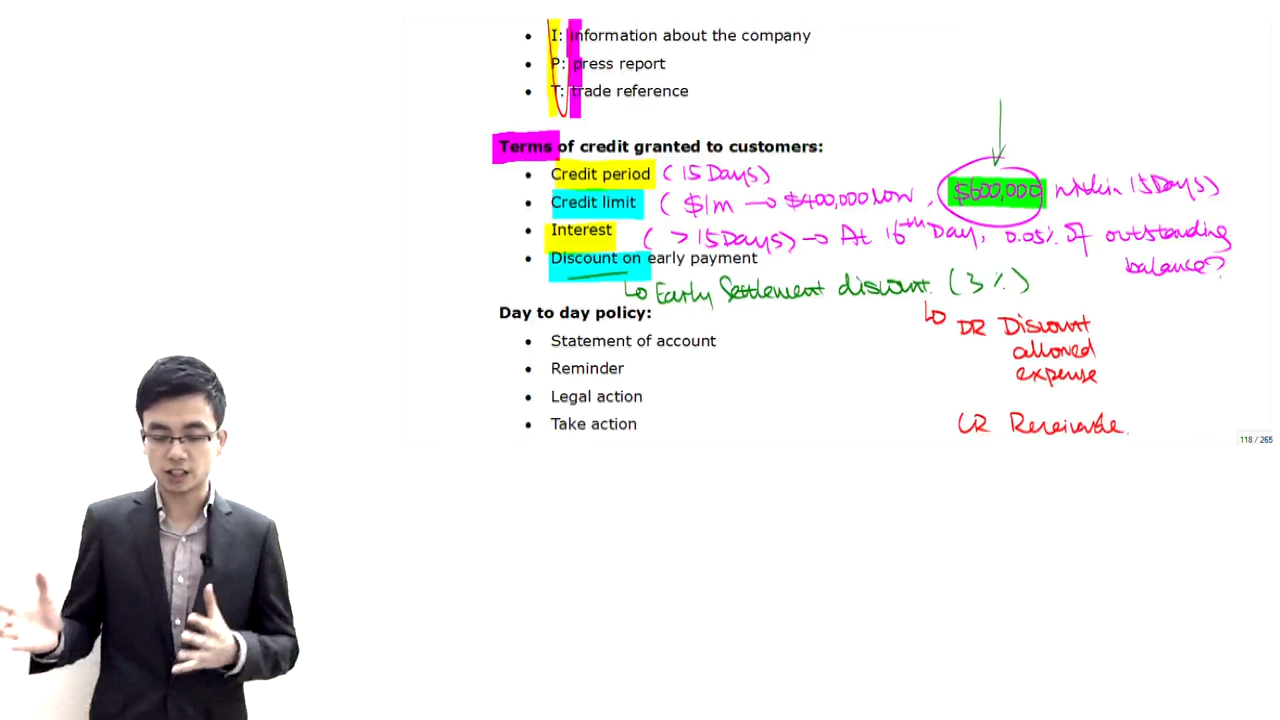 • I: information about the company
• P: press report
• T: trade reference
Terms of credit granted to customers:
• Credit period (15 Days)
• Credit limit ($1m → $400,000 now, $600,000 within 15 Days)
• Interest (>15 Days) → At 16th Day, 0.05% of outstanding balance?
• Discount on early payment
↳ Early Settlement discount. (3%)
↳ DR Discount
allowed
expense
CR Receivable.
Day to day policy:
• Statement of account
• Reminder
• Legal action
• Take action
118 / 265